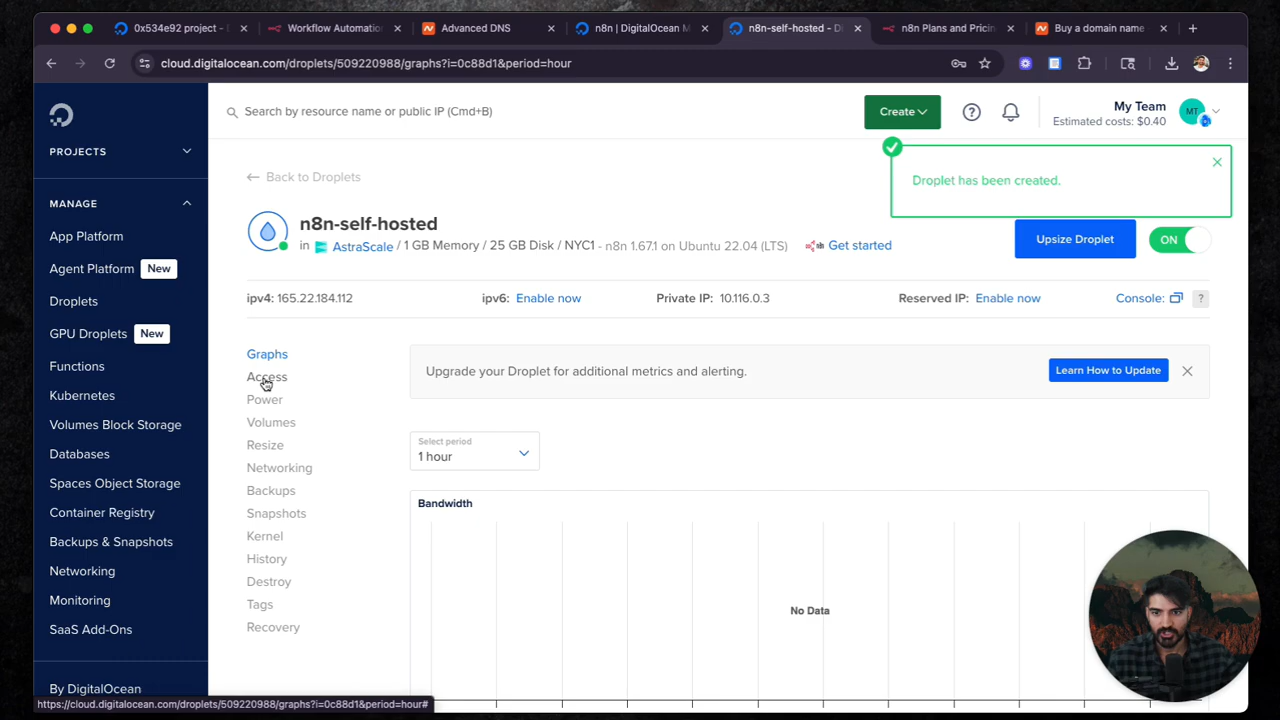 0x534e92 project -
Workflow Automation
Advanced DNS
n8n | DigitalOcean M
n8n-self-hosted - D
n8n Plans and Pricin
Buy a domain name
cloud.digitalocean.com/droplets/509220988/graphs?i=0c88d1&period=hour
Search by resource name or public IP (Cmd+B)
Create
My Team
Estimated costs: $0.40
MT
PROJECTS
MANAGE
App Platform
Agent Platform New
Droplets
GPU Droplets New
Functions
Kubernetes
Volumes Block Storage
Databases
Spaces Object Storage
Container Registry
Backups & Snapshots
Networking
Monitoring
SaaS Add-Ons
By DigitalOcean
Back to Droplets
Droplet has been created.
n8n-self-hosted
in AstraScale / 1 GB Memory / 25 GB Disk / NYC1 - n8n 1.67.1 on Ubuntu 22.04 (LTS)
Get started
Upsize Droplet
ON
ipv4: 165.22.184.112
ipv6: Enable now
Private IP: 10.116.0.3
Reserved IP: Enable now
Console: ?
Graphs
Access
Power
Volumes
Resize
Networking
Backups
Snapshots
Kernel
History
Destroy
Tags
Recovery
Upgrade your Droplet for additional metrics and alerting.
Learn How to Update
Select period
1 hour
Bandwidth
No Data
https://cloud.digitalocean.com/droplets/509220988/graphs?i=0c88d1&period=hour#